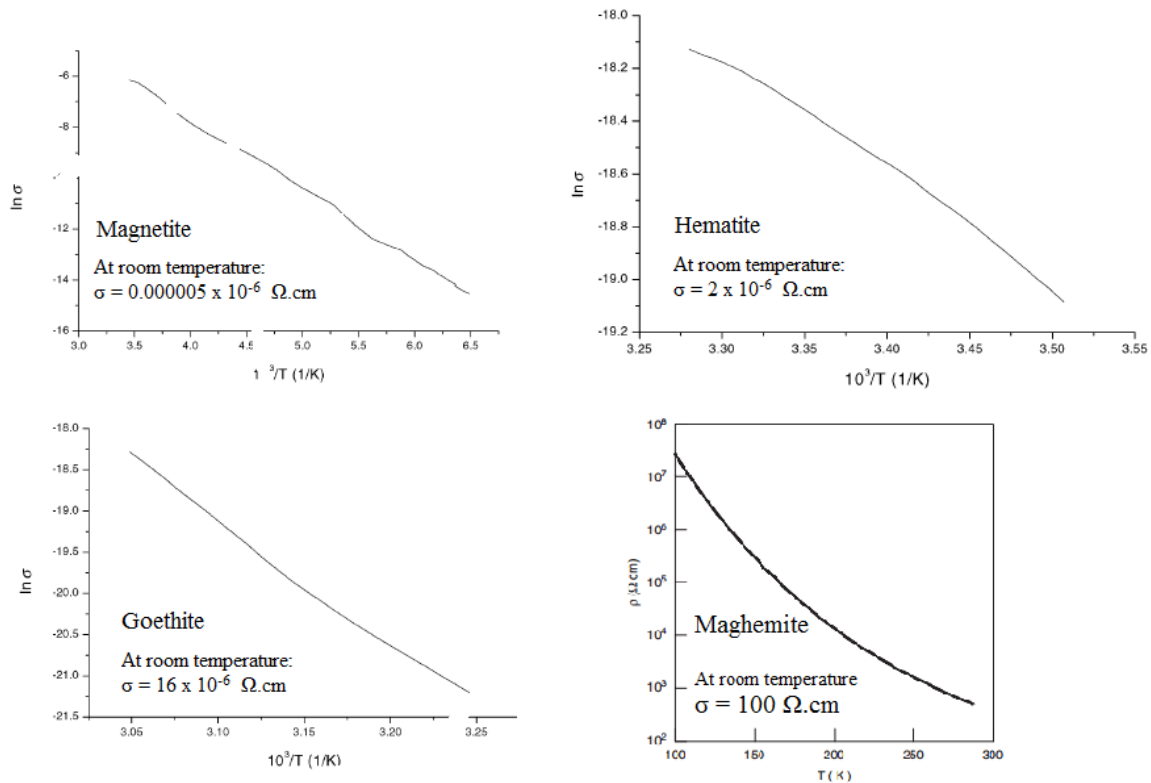 -6
-8
-12
-14
-16
ln σ
Magnetite
At room temperature:
σ = 0.000005 x 10⁻⁶ Ω.cm
3.0 3.5 4.0 4.5 5.0 5.5 6.0 6.5
³/T (1/K)
-18.0
-18.2
-18.4
-18.6
-18.8
-19.0
-19.2
ln σ
Hematite
At room temperature:
σ = 2 x 10⁻⁶ Ω.cm
3.25 3.30 3.35 3.40 3.45 3.50 3.55
10³/T (1/K)
-18.0
-18.5
-19.0
-19.5
-20.0
-20.5
-21.0
-21.5
ln σ
Goethite
At room temperature:
σ = 16 x 10⁻⁶ Ω.cm
3.05 3.10 3.15 3.20 3.25
10³/T (1/K)
10⁸
10⁷
10⁶
10⁵
10⁴
10³
10²
ρ (Ω cm)
Maghemite
At room temperature
σ = 100 Ω.cm
100 150 200 250 300
T ( K )